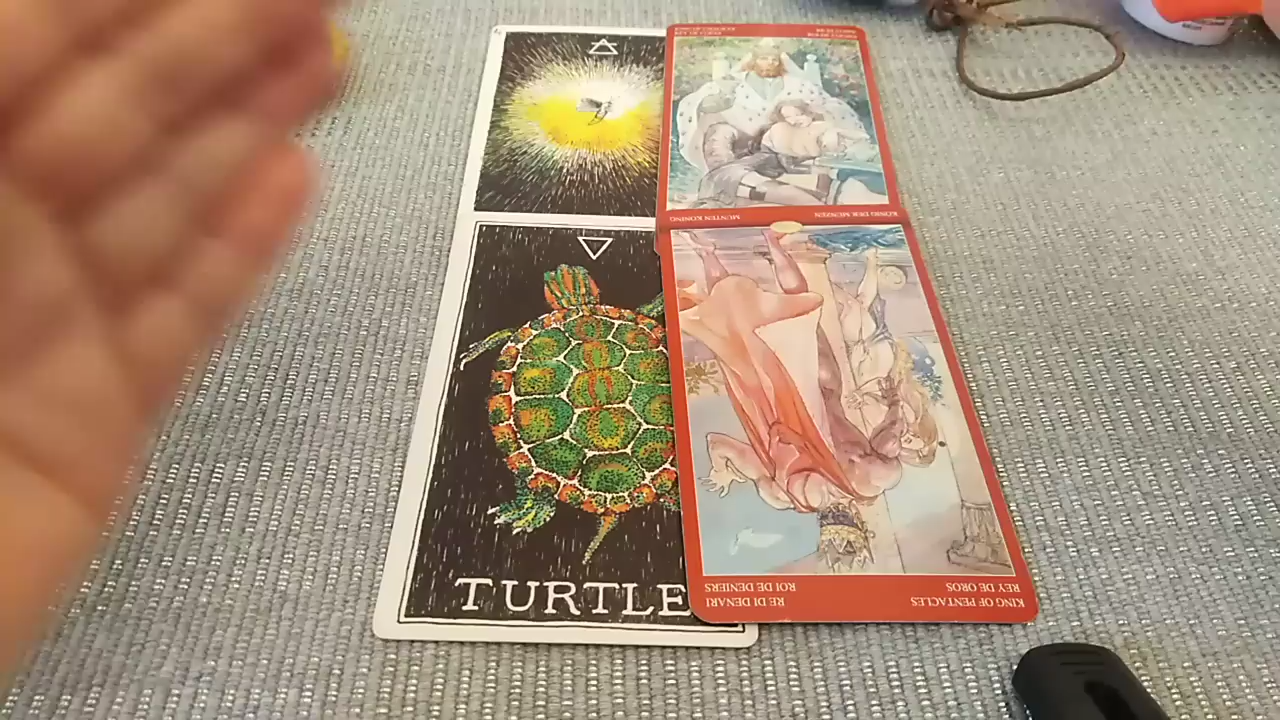 MUNTEN KONING
KÖNIG DER MÜNZEN
TURTLE
KING OF PENTACLES
REY DE OROS
RE DI DENARI
ROI DE DENIERS